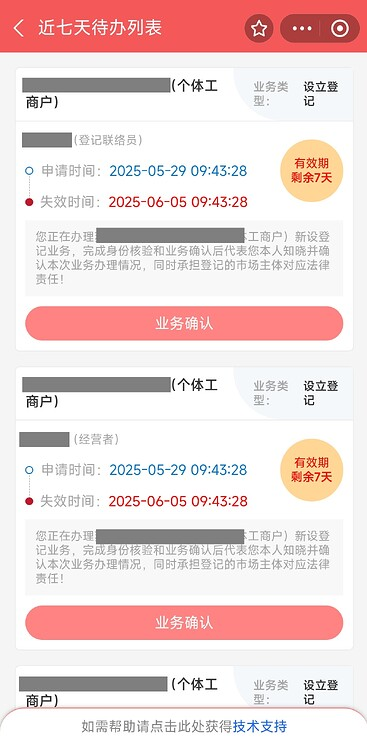 近七天待办列表
(个体工
商户)
业务类
型：
设立登
记
(登记联络员)
申请时间： 2025-05-29 09:43:28
失效时间： 2025-06-05 09:43:28
有效期
剩余7天
您正在办理
工商户）新设登
记业务，完成身份核验和业务确认后代表您本人知晓并确
认本次业务办理情况，同时承担登记的市场主体对应法律
责任！
业务确认
(个体工
商户)
业务类
型：
设立登
记
(经营者)
申请时间： 2025-05-29 09:43:28
失效时间： 2025-06-05 09:43:28
有效期
剩余7天
您正在办理
工商户）新设登
记业务，完成身份核验和业务确认后代表您本人知晓并确
认本次业务办理情况，同时承担登记的市场主体对应法律
责任！
业务确认
(个体工
商户)
业务类
型：
设立登
记
如需帮助请点击此处获得技术支持